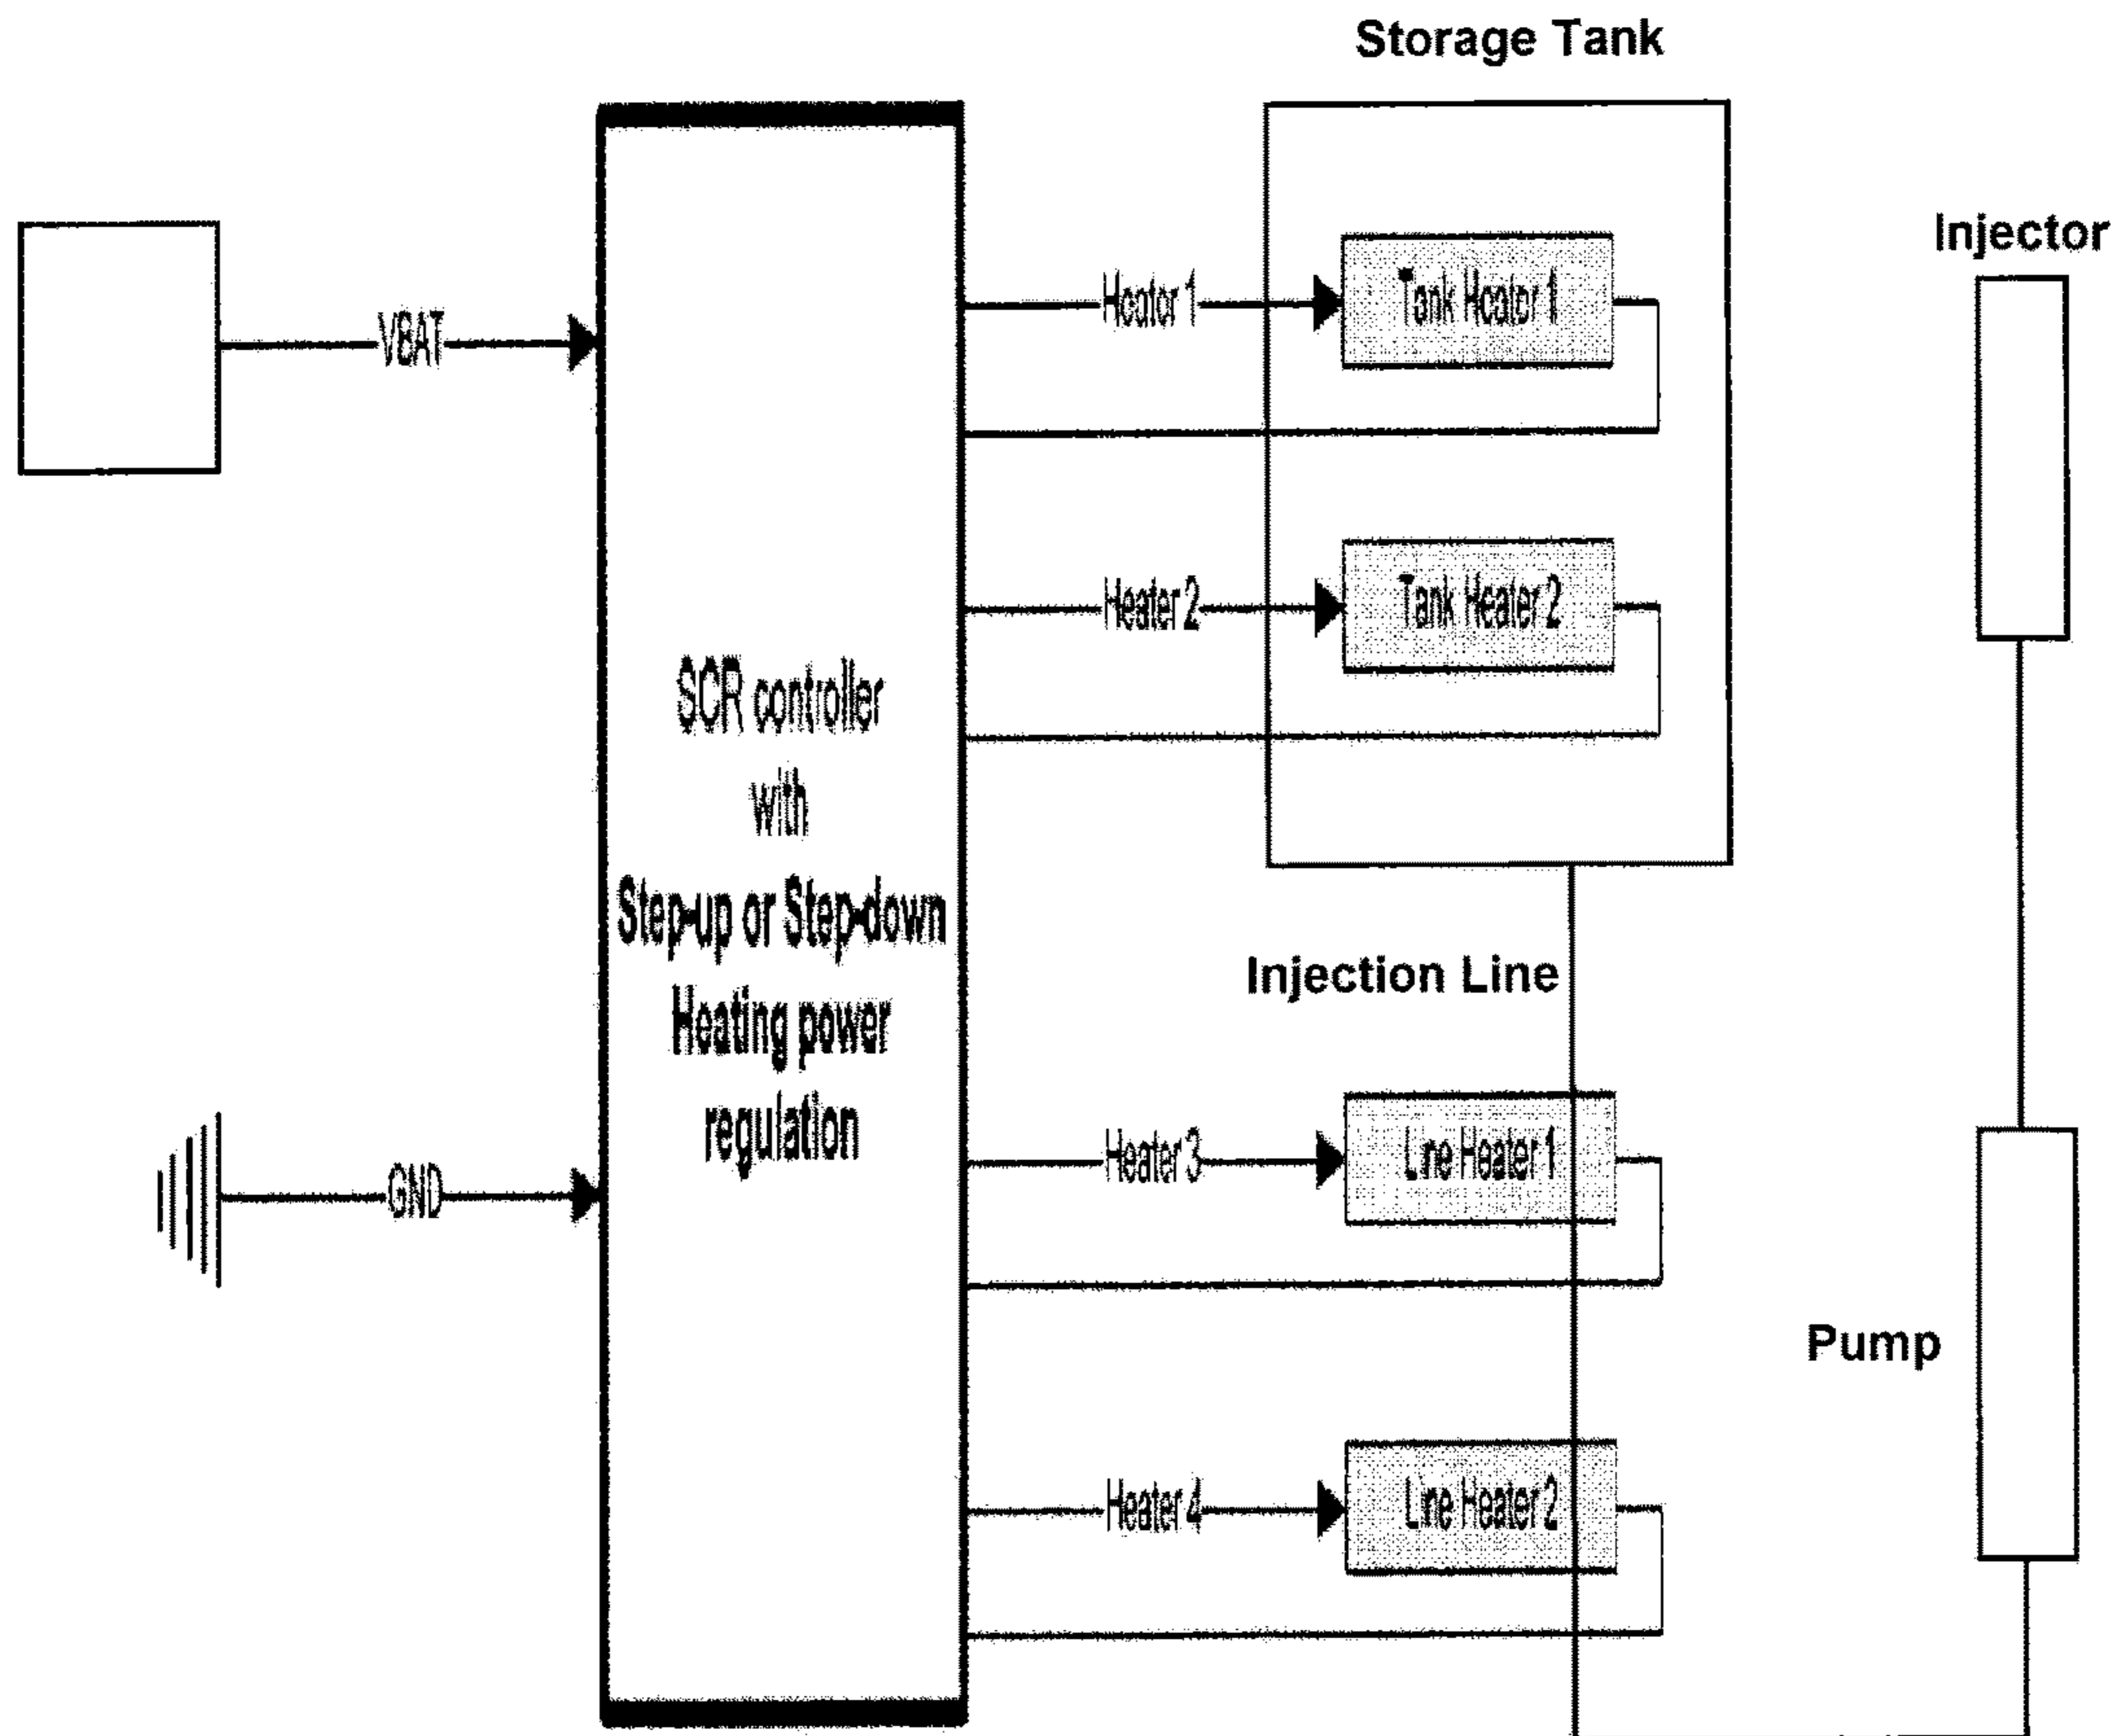 Storage Tank
Injector
Heater 1
Tank Heater 1
VBAT
Heater 2
Tank Heater 2
SCR controller
with
Step-up or Step-down
Heating power
regulation
Injection Line
Heater 3
Line Heater 1
GND
Pump
Heater 4
Line Heater 2